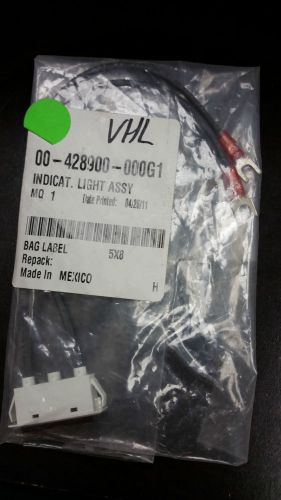 VHL
00-428900-000G1
INDICAT. LIGHT ASSY
MQ 1 Date Printed: 04/28/11
BAG LABEL 5X8
Repack:
Made In MEXICO H